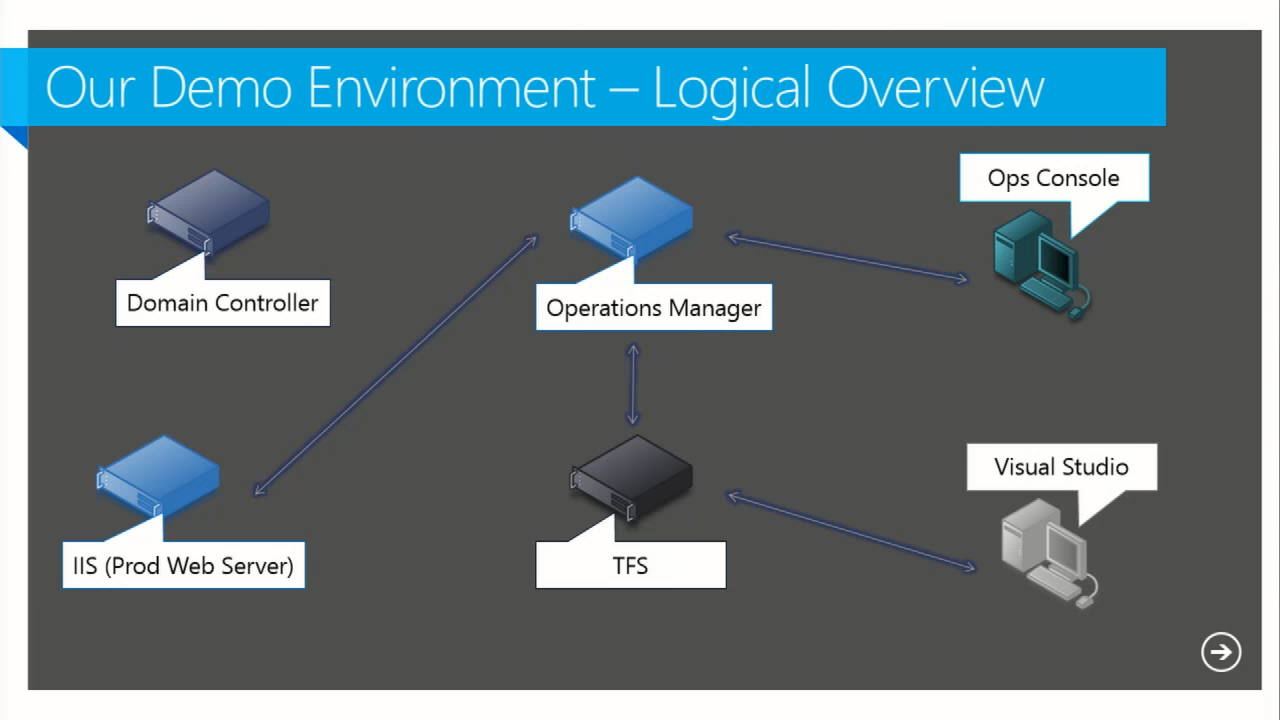 Our Demo Environment – Logical Overview
Ops Console
Domain Controller
Operations Manager
Visual Studio
IIS (Prod Web Server)
TFS